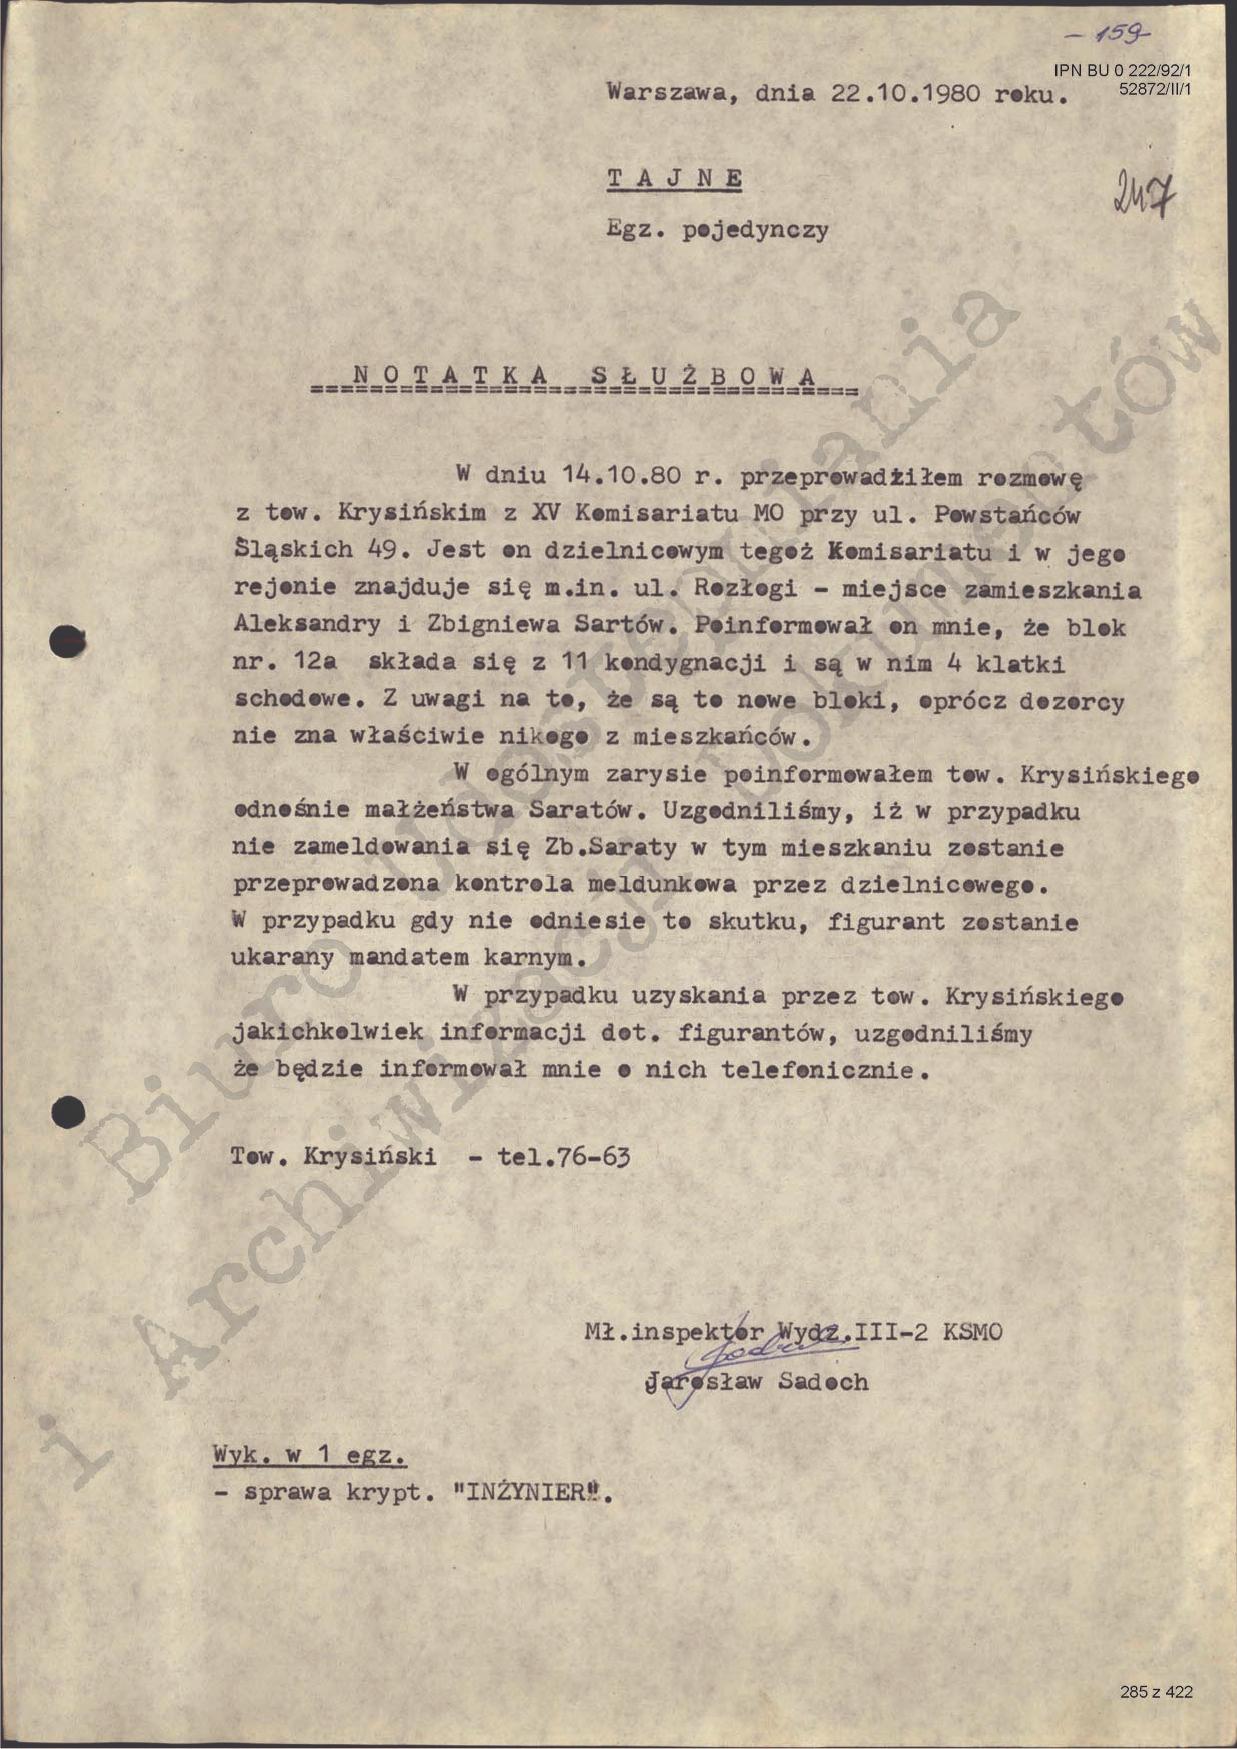 - 159 -
IPN BU 0 222/92/1
52872/II/1
Warszawa, dnia 22.10.1980 roku.
T A J N E
247
Egz. pojedynczy
N O T A T K A   S Ł U Ż B O W A
W dniu 14.10.80 r. przeprowadziłem rozmowę
z tow. Krysińskim z XV Komisariatu MO przy ul. Powstańców
Śląskich 49. Jest on dzielnicowym tegoż Komisariatu i w jego
rejonie znajduje się m.in. ul. Rozłogi - miejsce zamieszkania
Aleksandry i Zbigniewa Sartów. Poinformował on mnie, że blok
nr. 12a składa się z 11 kondygnacji i są w nim 4 klatki
schodowe. Z uwagi na to, że są to nowe bloki, oprócz dozorcy
nie zna właściwie nikogo z mieszkańców.
W ogólnym zarysie poinformowałem tow. Krysińskiego
odnośnie małżeństwa Saratów. Uzgodniliśmy, iż w przypadku
nie zameldowania się Zb.Saraty w tym mieszkaniu zostanie
przeprowadzona kontrola meldunkowa przez dzielnicowego.
W przypadku gdy nie odniesie to skutku, figurant zostanie
ukarany mandatem karnym.
W przypadku uzyskania przez tow. Krysińskiego
jakichkolwiek informacji dot. figurantów, uzgodniliśmy
że będzie informował mnie o nich telefonicznie.
Tow. Krysiński - tel.76-63
Mł.inspektor Wydz.III-2 KSMO
Jarosław Sadoch
Wyk. w 1 egz.
- sprawa krypt. "INŻYNIER".
Biuro Udostępniania
i Archiwizacji Dokumentów
285 z 422